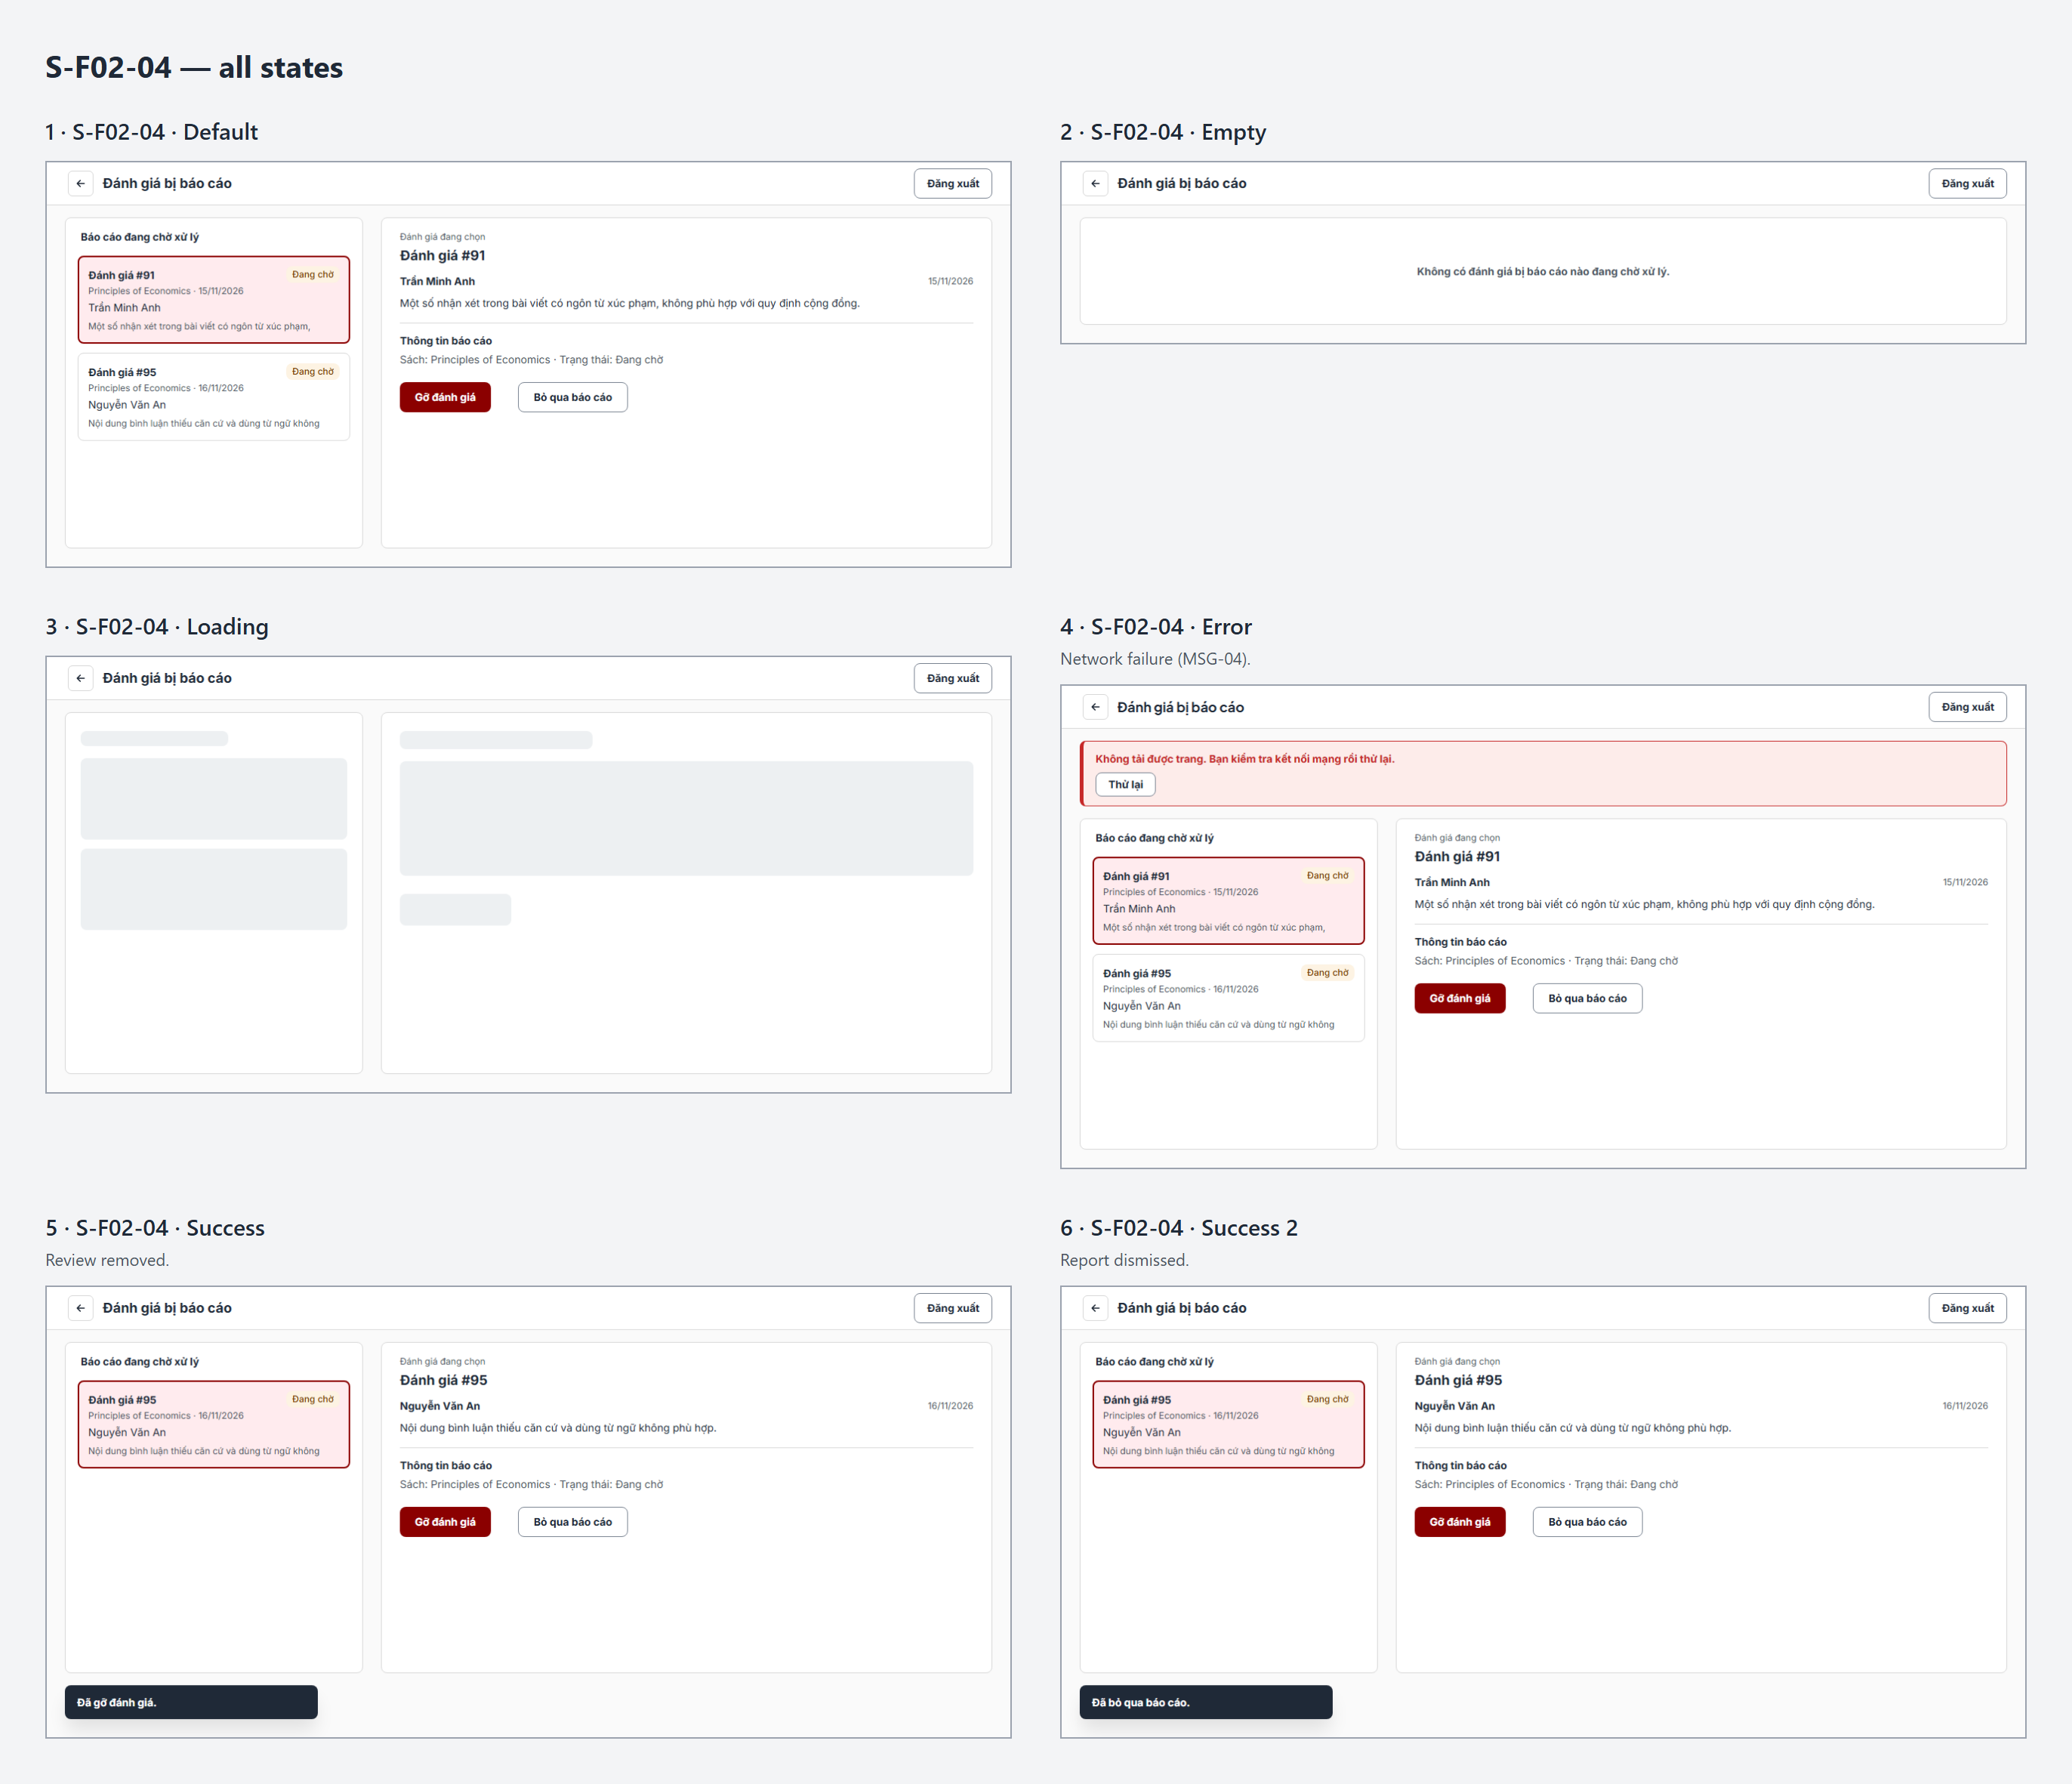 S-F02-04 — all states
1 · S-F02-04 · Default
← Đánh giá bị báo cáo
Đăng xuất
Báo cáo đang chờ xử lý
Đánh giá #91
Đang chờ
Principles of Economics · 15/11/2026
Trần Minh Anh
Một số nhận xét trong bài viết có ngôn từ xúc phạm,
Đánh giá #95
Đang chờ
Principles of Economics · 16/11/2026
Nguyễn Văn An
Nội dung bình luận thiếu căn cứ và dùng từ ngữ không
Đánh giá đang chọn
Đánh giá #91
Trần Minh Anh
15/11/2026
Một số nhận xét trong bài viết có ngôn từ xúc phạm, không phù hợp với quy định cộng đồng.
Thông tin báo cáo
Sách: Principles of Economics · Trạng thái: Đang chờ
Gỡ đánh giá
Bỏ qua báo cáo
2 · S-F02-04 · Empty
← Đánh giá bị báo cáo
Đăng xuất
Không có đánh giá bị báo cáo nào đang chờ xử lý.
3 · S-F02-04 · Loading
← Đánh giá bị báo cáo
Đăng xuất
4 · S-F02-04 · Error
Network failure (MSG-04).
← Đánh giá bị báo cáo
Đăng xuất
Không tải được trang. Bạn kiểm tra kết nối mạng rồi thử lại.
Thử lại
Báo cáo đang chờ xử lý
Đánh giá #91
Đang chờ
Principles of Economics · 15/11/2026
Trần Minh Anh
Một số nhận xét trong bài viết có ngôn từ xúc phạm,
Đánh giá #95
Đang chờ
Principles of Economics · 16/11/2026
Nguyễn Văn An
Nội dung bình luận thiếu căn cứ và dùng từ ngữ không
Đánh giá đang chọn
Đánh giá #91
Trần Minh Anh
15/11/2026
Một số nhận xét trong bài viết có ngôn từ xúc phạm, không phù hợp với quy định cộng đồng.
Thông tin báo cáo
Sách: Principles of Economics · Trạng thái: Đang chờ
Gỡ đánh giá
Bỏ qua báo cáo
5 · S-F02-04 · Success
Review removed.
← Đánh giá bị báo cáo
Đăng xuất
Báo cáo đang chờ xử lý
Đánh giá #95
Đang chờ
Principles of Economics · 16/11/2026
Nguyễn Văn An
Nội dung bình luận thiếu căn cứ và dùng từ ngữ không
Đánh giá đang chọn
Đánh giá #95
Nguyễn Văn An
16/11/2026
Nội dung bình luận thiếu căn cứ và dùng từ ngữ không phù hợp.
Thông tin báo cáo
Sách: Principles of Economics · Trạng thái: Đang chờ
Gỡ đánh giá
Bỏ qua báo cáo
Đã gỡ đánh giá.
6 · S-F02-04 · Success 2
Report dismissed.
← Đánh giá bị báo cáo
Đăng xuất
Báo cáo đang chờ xử lý
Đánh giá #95
Đang chờ
Principles of Economics · 16/11/2026
Nguyễn Văn An
Nội dung bình luận thiếu căn cứ và dùng từ ngữ không
Đánh giá đang chọn
Đánh giá #95
Nguyễn Văn An
16/11/2026
Nội dung bình luận thiếu căn cứ và dùng từ ngữ không phù hợp.
Thông tin báo cáo
Sách: Principles of Economics · Trạng thái: Đang chờ
Gỡ đánh giá
Bỏ qua báo cáo
Đã bỏ qua báo cáo.